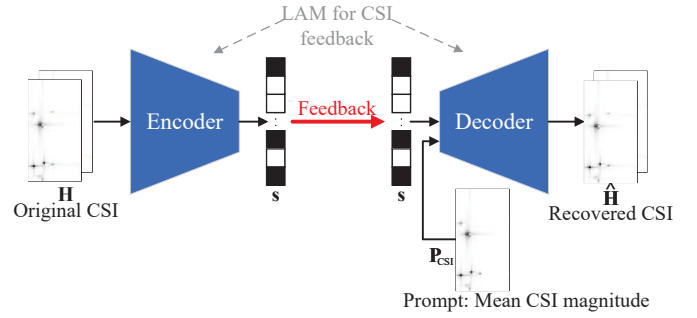 LAM for CSI
feedback
Encoder
Feedback
Decoder
H
Original CSI
s
s
Ĥ
Recovered CSI
P_CSI
Prompt: Mean CSI magnitude